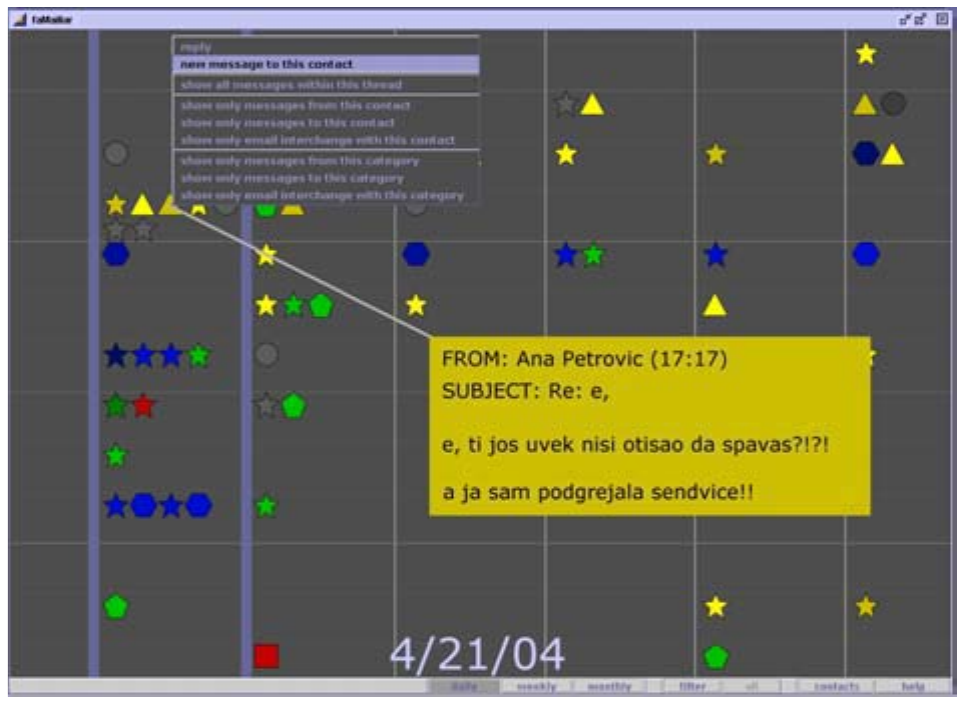 faMailiar
reply
new message to this contact
show all messages within this thread
show only messages from this contact
show only messages to this contact
show only email interchange with this contact
show only messages from this category
show only messages to this category
show only email interchange with this category
FROM: Ana Petrovic (17:17)
SUBJECT: Re: e,
e, ti jos uvek nisi otisao da spavas?!?!
a ja sam podgrejala sendvice!!
4/21/04
daily weekly monthly filter all contacts help